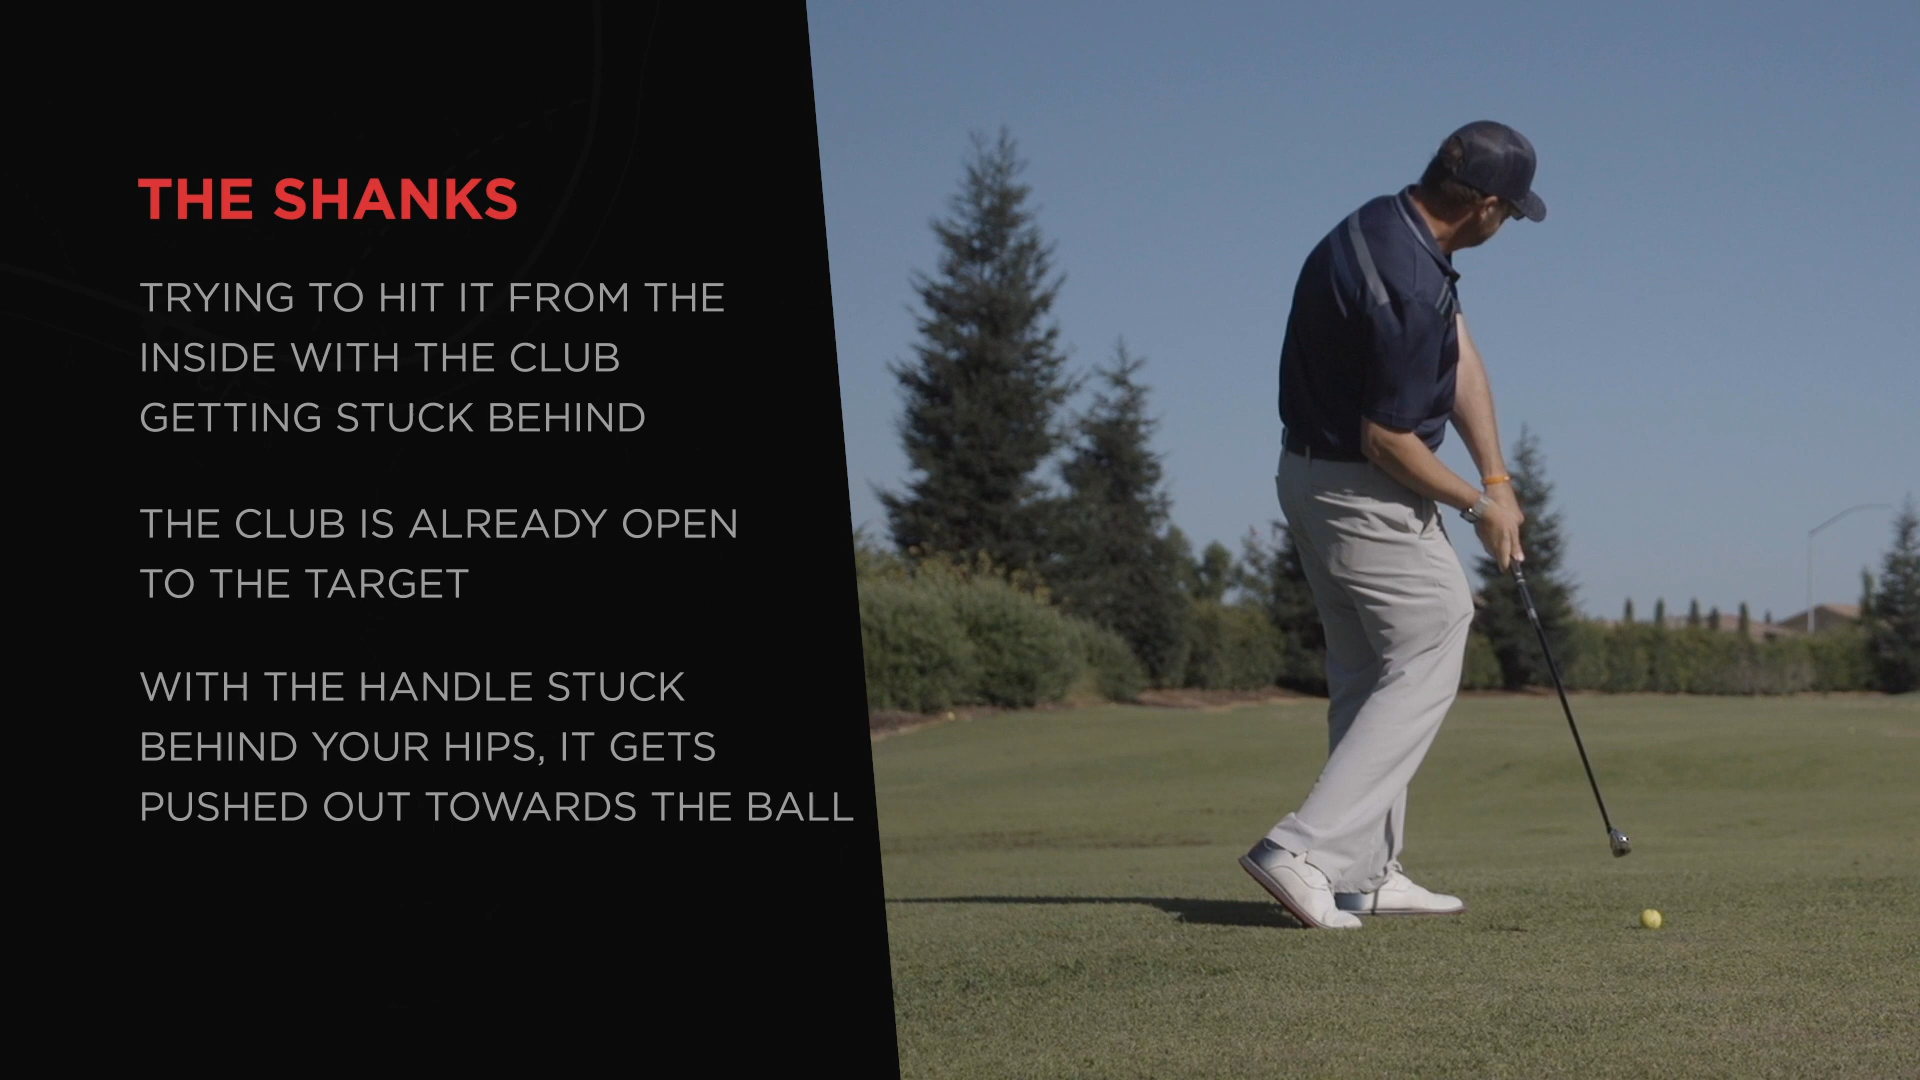 THE SHANKS
TRYING TO HIT IT FROM THE
INSIDE WITH THE CLUB
GETTING STUCK BEHIND
THE CLUB IS ALREADY OPEN
TO THE TARGET
WITH THE HANDLE STUCK
BEHIND YOUR HIPS, IT GETS
PUSHED OUT TOWARDS THE BALL